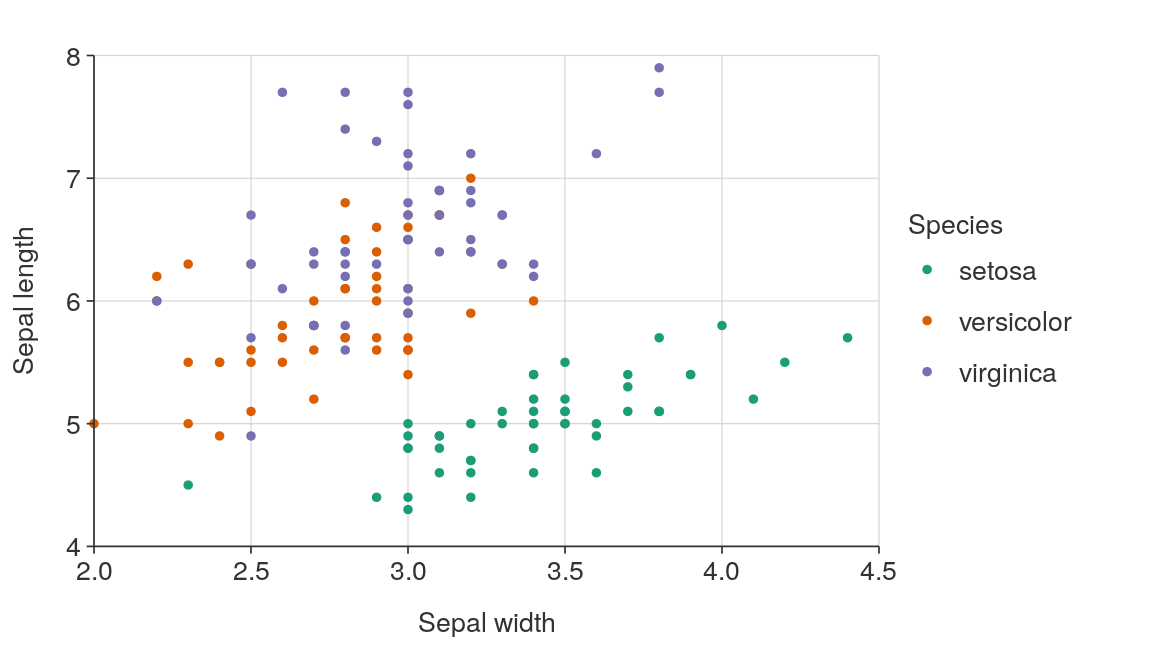 8
7
6
5
4
2.0 2.5 3.0 3.5 4.0 4.5
Sepal length
Sepal width
Species
setosa
versicolor
virginica